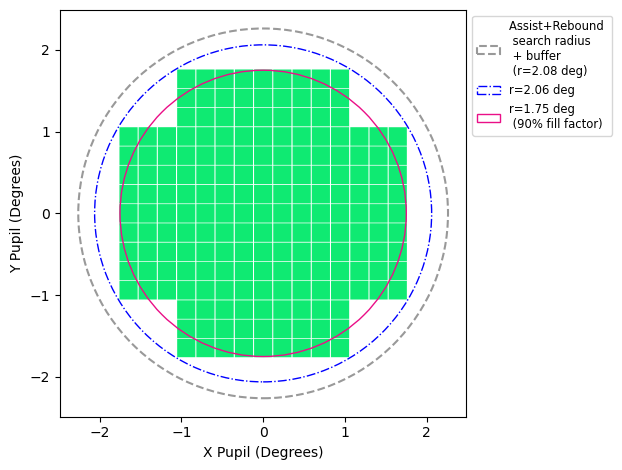 Assist+Rebound
search radius
+ buffer
(r=2.08 deg)
r=2.06 deg
r=1.75 deg
(90% fill factor)
2
1
0
−1
−2
Y Pupil (Degrees)
−2
−1
0
1
2
X Pupil (Degrees)